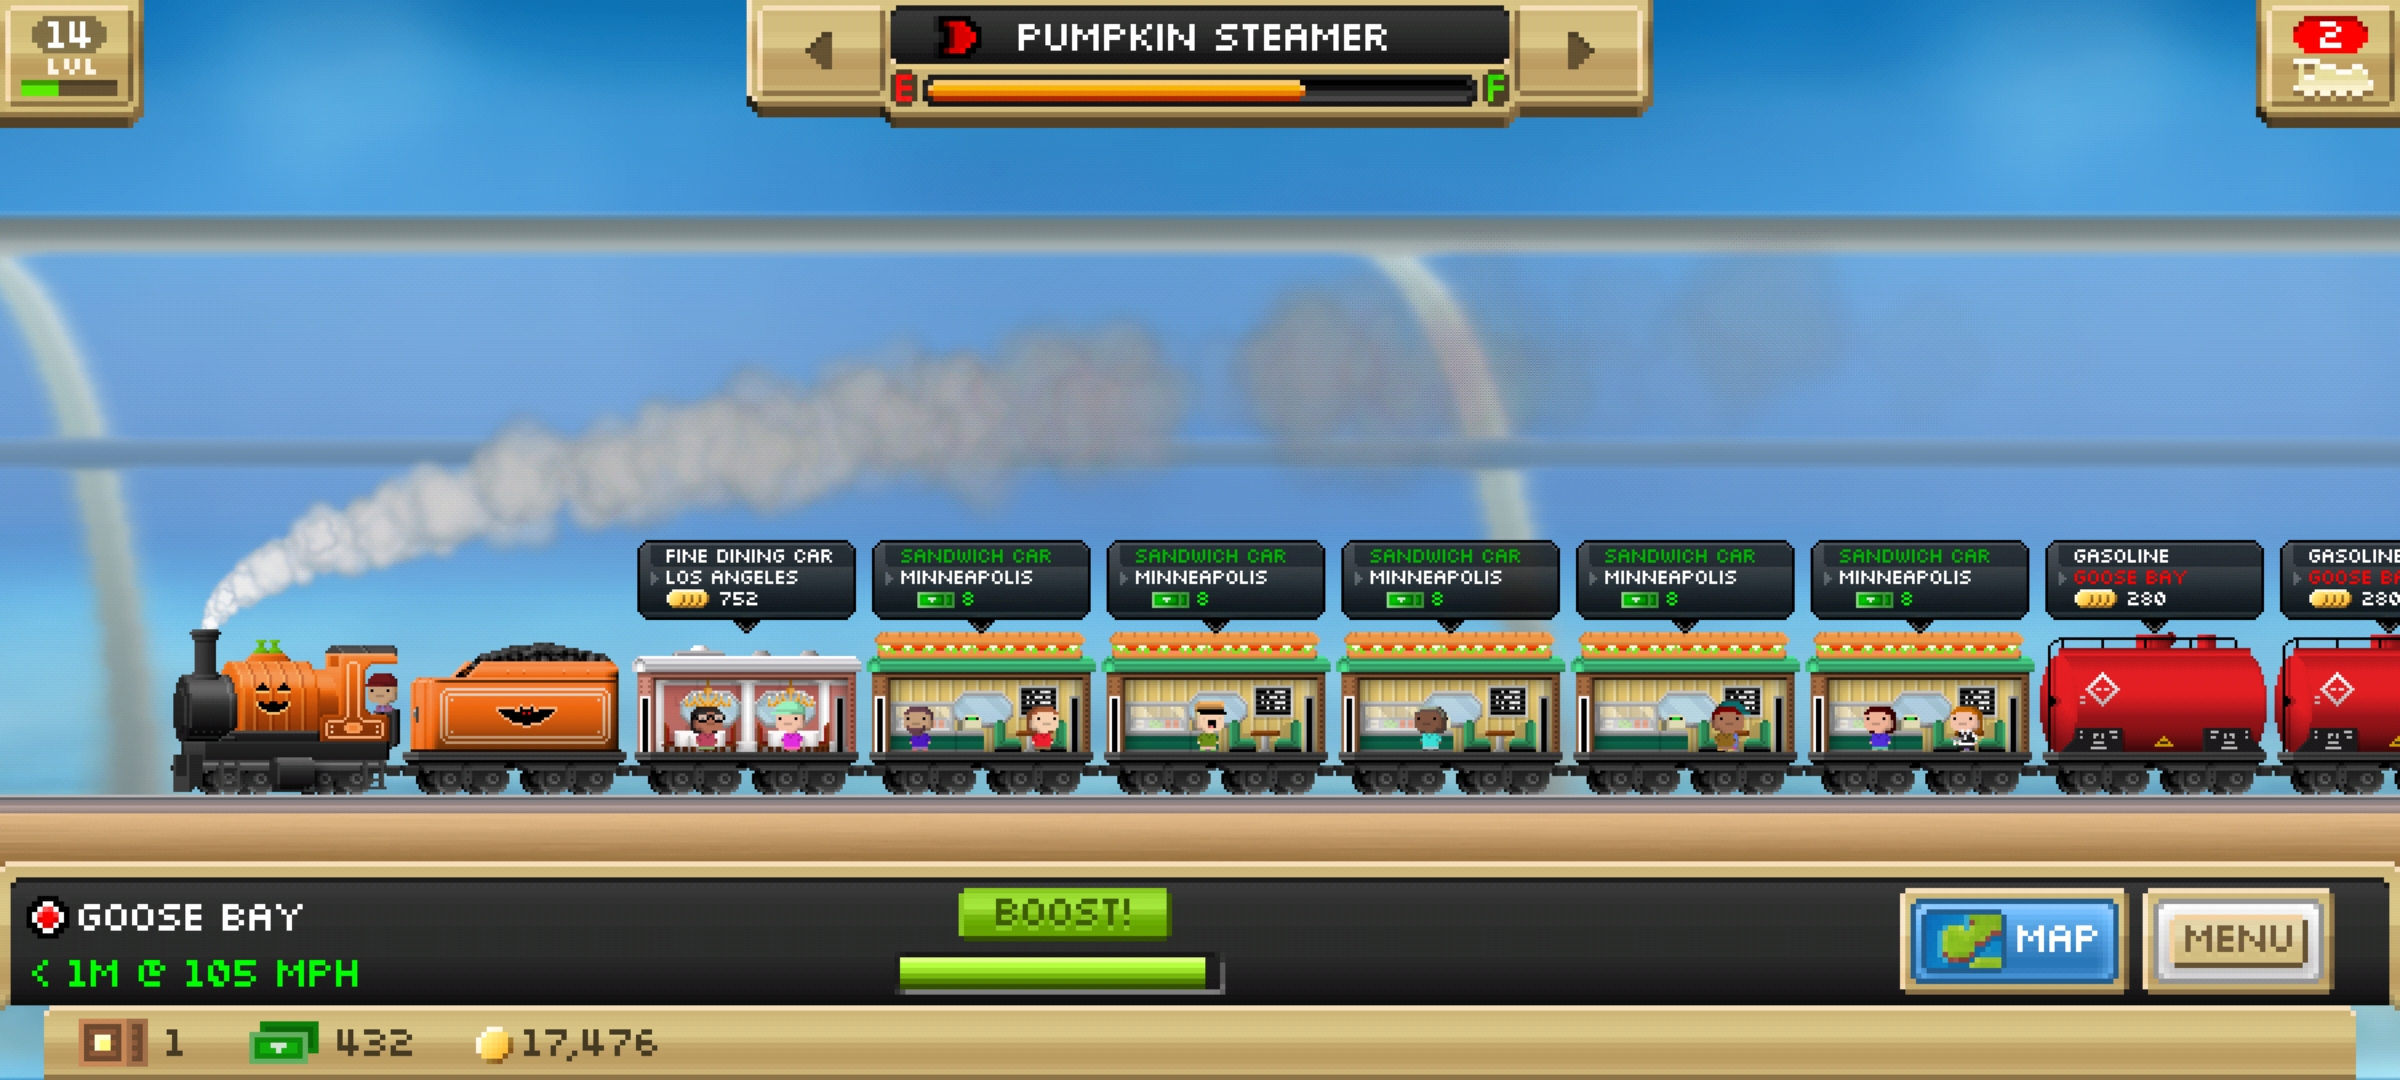 14
LVL
PUMPKIN STEAMER
E F
2
FINE DINING CAR
LOS ANGELES
752
SANDWICH CAR
MINNEAPOLIS
8
SANDWICH CAR
MINNEAPOLIS
8
SANDWICH CAR
MINNEAPOLIS
8
SANDWICH CAR
MINNEAPOLIS
8
SANDWICH CAR
MINNEAPOLIS
8
GASOLINE
GOOSE BAY
280
GASOLINE
GOOSE BA
280
GOOSE BAY
< 1M @ 105 MPH
BOOST!
MAP
MENU
1
432
17,476